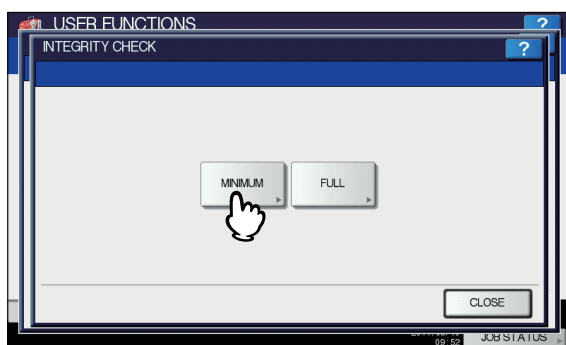 USER FUNCTIONS
?
INTEGRITY CHECK
?
MINIMUM
FULL
CLOSE
09:52
JOB STATUS